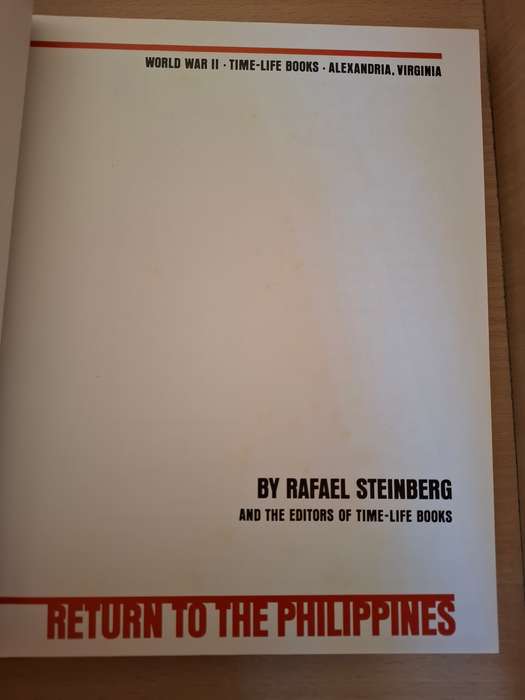 WORLD WAR II · TIME-LIFE BOOKS · ALEXANDRIA, VIRGINIA
BY RAFAEL STEINBERG
AND THE EDITORS OF TIME-LIFE BOOKS
RETURN TO THE PHILIPPINES